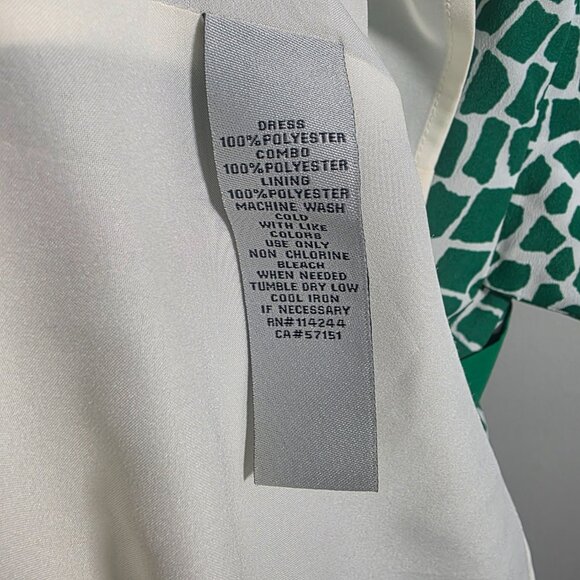 DRESS
100%POLYESTER
COMBO
100%POLYESTER
LINING
100%POLYESTER
MACHINE WASH
COLD
WITH LIKE
COLORS
USE ONLY
NON CHLORINE
BLEACH
WHEN NEEDED
TUMBLE DRY LOW
COOL IRON
IF NECESSARY
RN#114244
CA#57151